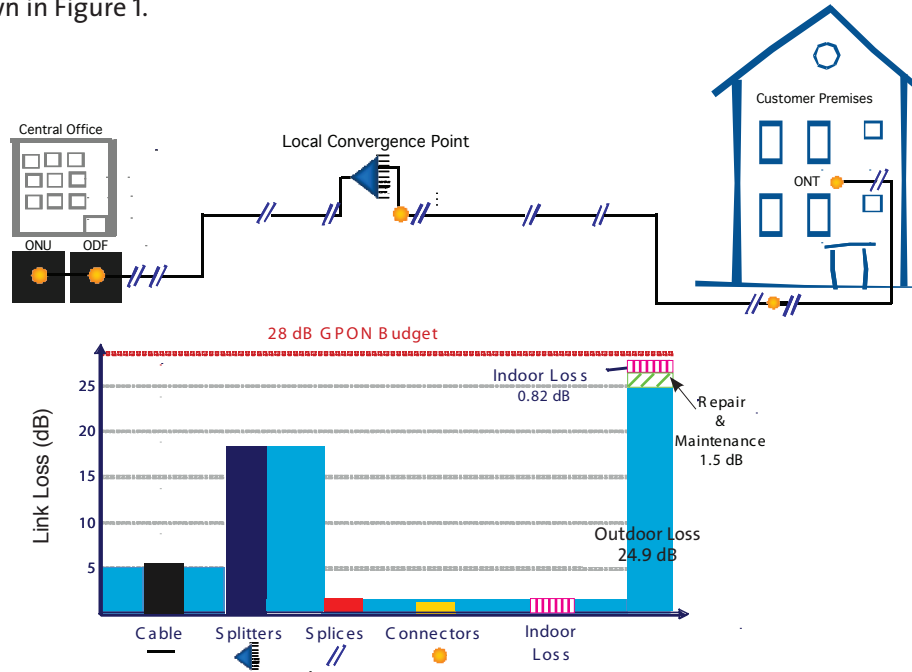 vn in Figure 1.
Customer Premises
Central Office
Local Convergence Point
ONT
ONU
ODF
28 dB GPON Budget
Indoor Loss
0.82 dB
Repair
&
Maintenance
1.5 dB
Link Loss (dB)
25
20
15
10
5
Outdoor Loss
24.9 dB
Cable
Splitters
Splices
Connectors
Indoor
Loss